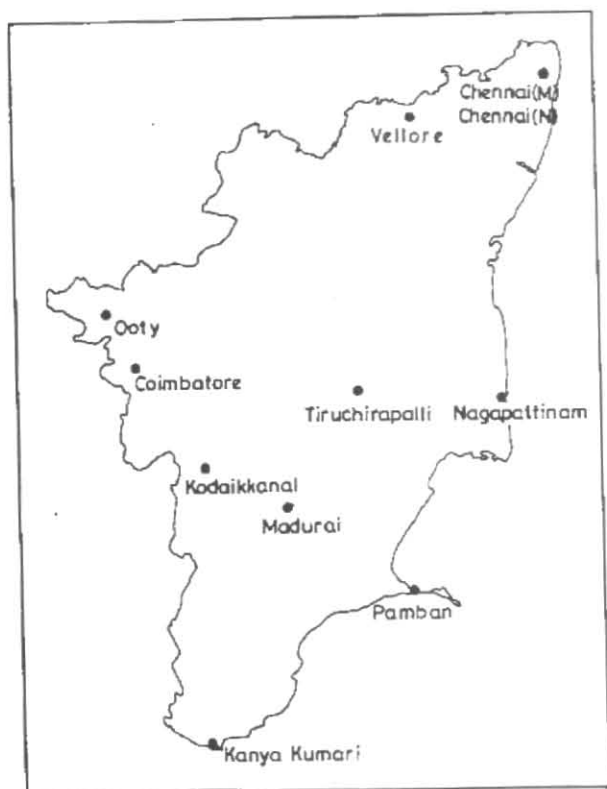 Chennai(M)
Chennai(N)
Vellore
Ooty
Coimbatore
Tiruchirapalli
Nagapattinam
Kodaikkanal
Madurai
Pamban
Kanya Kumari